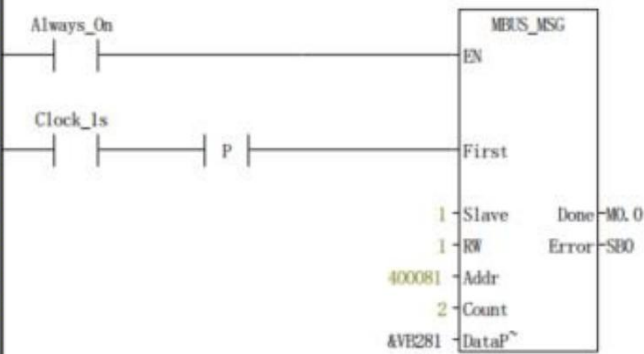 Always_On
MBUS_MSG
EN
Clock_1s
P
First
1 Slave Done M0.0
1 RW Error SB0
400081 Addr
2 Count
&VB281 DataP~